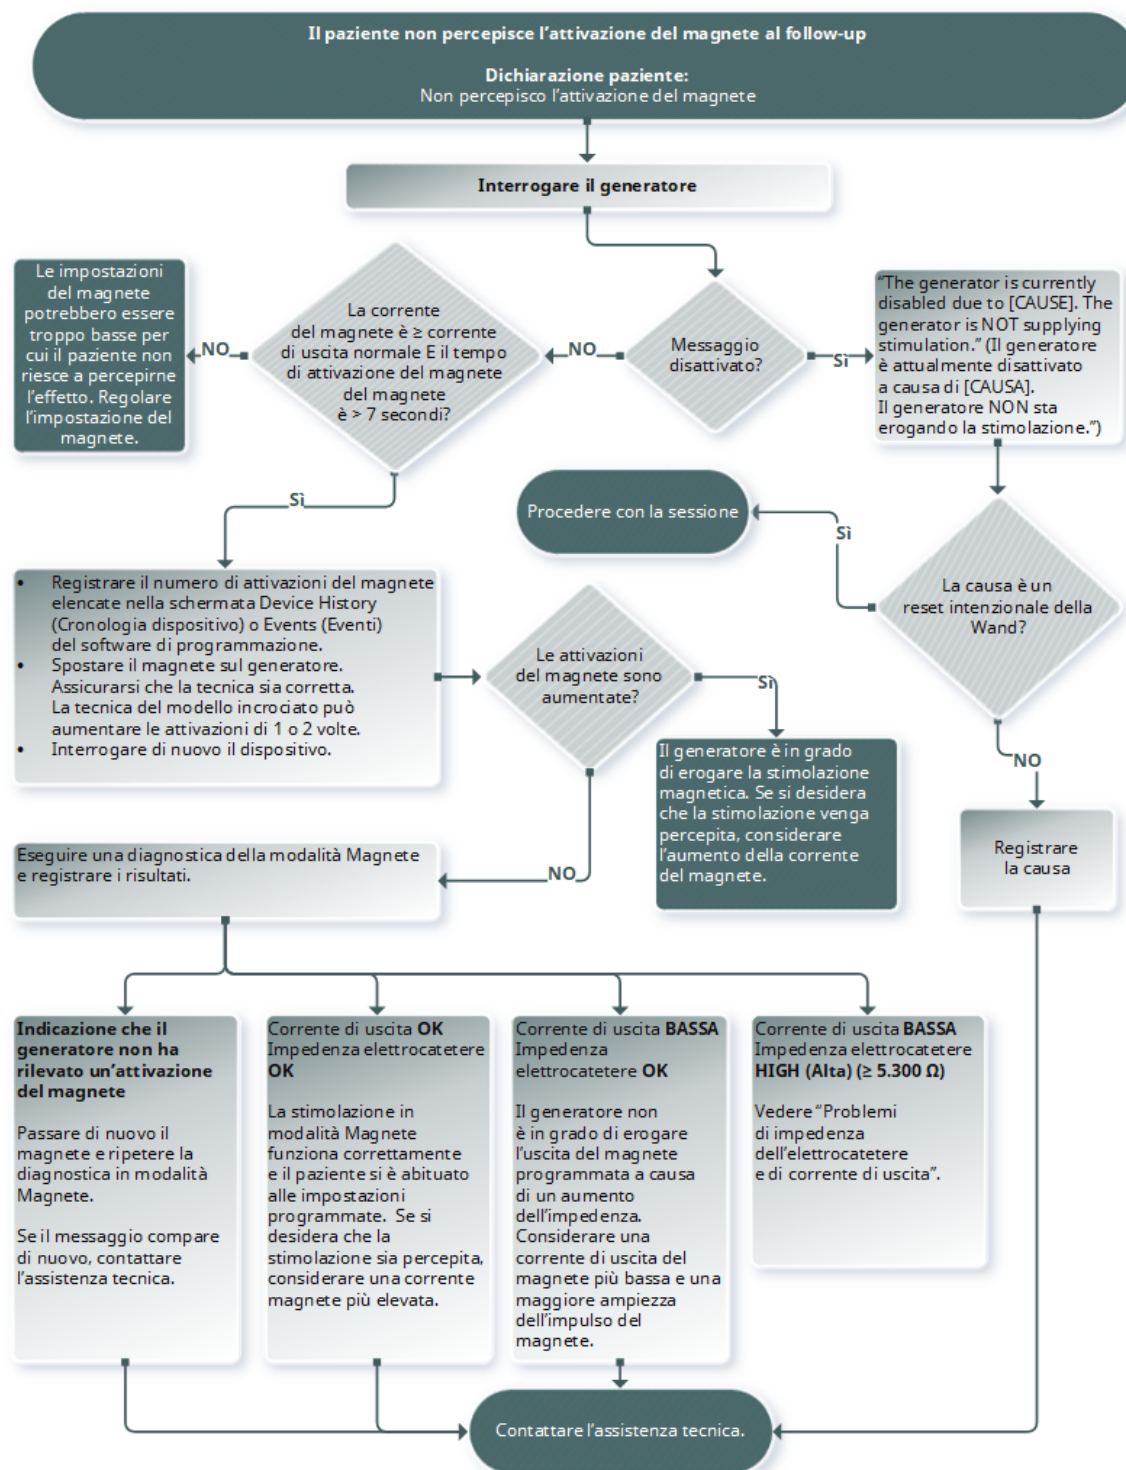 Il paziente non percepisce l'attivazione del magnete al follow-up
Dichiarazione paziente:
Non percepisco l'attivazione del magnete
Interrogare il generatore
Le impostazioni
del magnete
potrebbero essere
troppo basse per
cui il paziente non
riesce a percepirne
l'effetto. Regolare
l'impostazione del
magnete.
NO
La corrente
del magnete è ≥ corrente
di uscita normale E il tempo
di attivazione del magnete
del magnete
è > 7 secondi?
NO
Messaggio
disattivato?
Sì
“The generator is currently
disabled due to [CAUSE]. The
generator is NOT supplying
stimulation.” (Il generatore
è attualmente disattivato
a causa di [CAUSA].
Il generatore NON sta
erogando la stimolazione.”)
Sì
Procedere con la sessione
Sì
La causa è un
reset intenzionale della
Wand?
• Registrare il numero di attivazioni del magnete
elencate nella schermata Device History
(Cronologia dispositivo) o Events (Eventi)
del software di programmazione.
• Spostare il magnete sul generatore.
Assicurarsi che la tecnica sia corretta.
La tecnica del modello incrociato può
aumentare le attivazioni di 1 o 2 volte.
• Interrogare di nuovo il dispositivo.
Le attivazioni
del magnete sono
aumentate?
Sì
Il generatore è in grado
di erogare la stimolazione
magnetica. Se si desidera
che la stimolazione venga
percepita, considerare
l'aumento della corrente
del magnete.
NO
Registrare
la causa
NO
Eseguire una diagnostica della modalità Magnete
e registrare i risultati.
Indicazione che il
generatore non ha
rilevato un'attivazione
del magnete
Passare di nuovo il
magnete e ripetere la
diagnostica in modalità
Magnete.
Se il messaggio compare
di nuovo, contattare
l'assistenza tecnica.
Corrente di uscita OK
Impedenza elettrocatetere
OK
La stimolazione in
modalità Magnete
funziona correttamente
e il paziente si è abituato
alle impostazioni
programmate. Se si
desidera che la
stimolazione sia percepita,
considerare una corrente
magnete più elevata.
Corrente di uscita BASSA
Impedenza
elettrocatetere OK
Il generatore non
è in grado di erogare
l'uscita del magnete
programmata a causa
di un aumento
dell'impedenza.
Considerare una
corrente di uscita del
magnete più bassa e una
maggiore ampiezza
dell'impulso del
magnete.
Corrente di uscita BASSA
Impedenza elettrocatetere
HIGH (Alta) (≥ 5.300 Ω)
Vedere “Problemi
di impedenza
dell'elettrocatetere
e di corrente di uscita”.
Contattare l'assistenza tecnica.